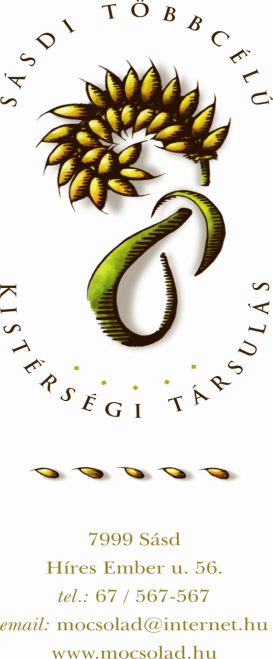 SÁSDI TÖBBCÉLÚ
KISTÉRSÉGI TÁRSULÁS
7999 Sásd
Híres Ember u. 56.
tel.: 67 / 567-567
email: mocsolad@internet.hu
www.mocsolad.hu